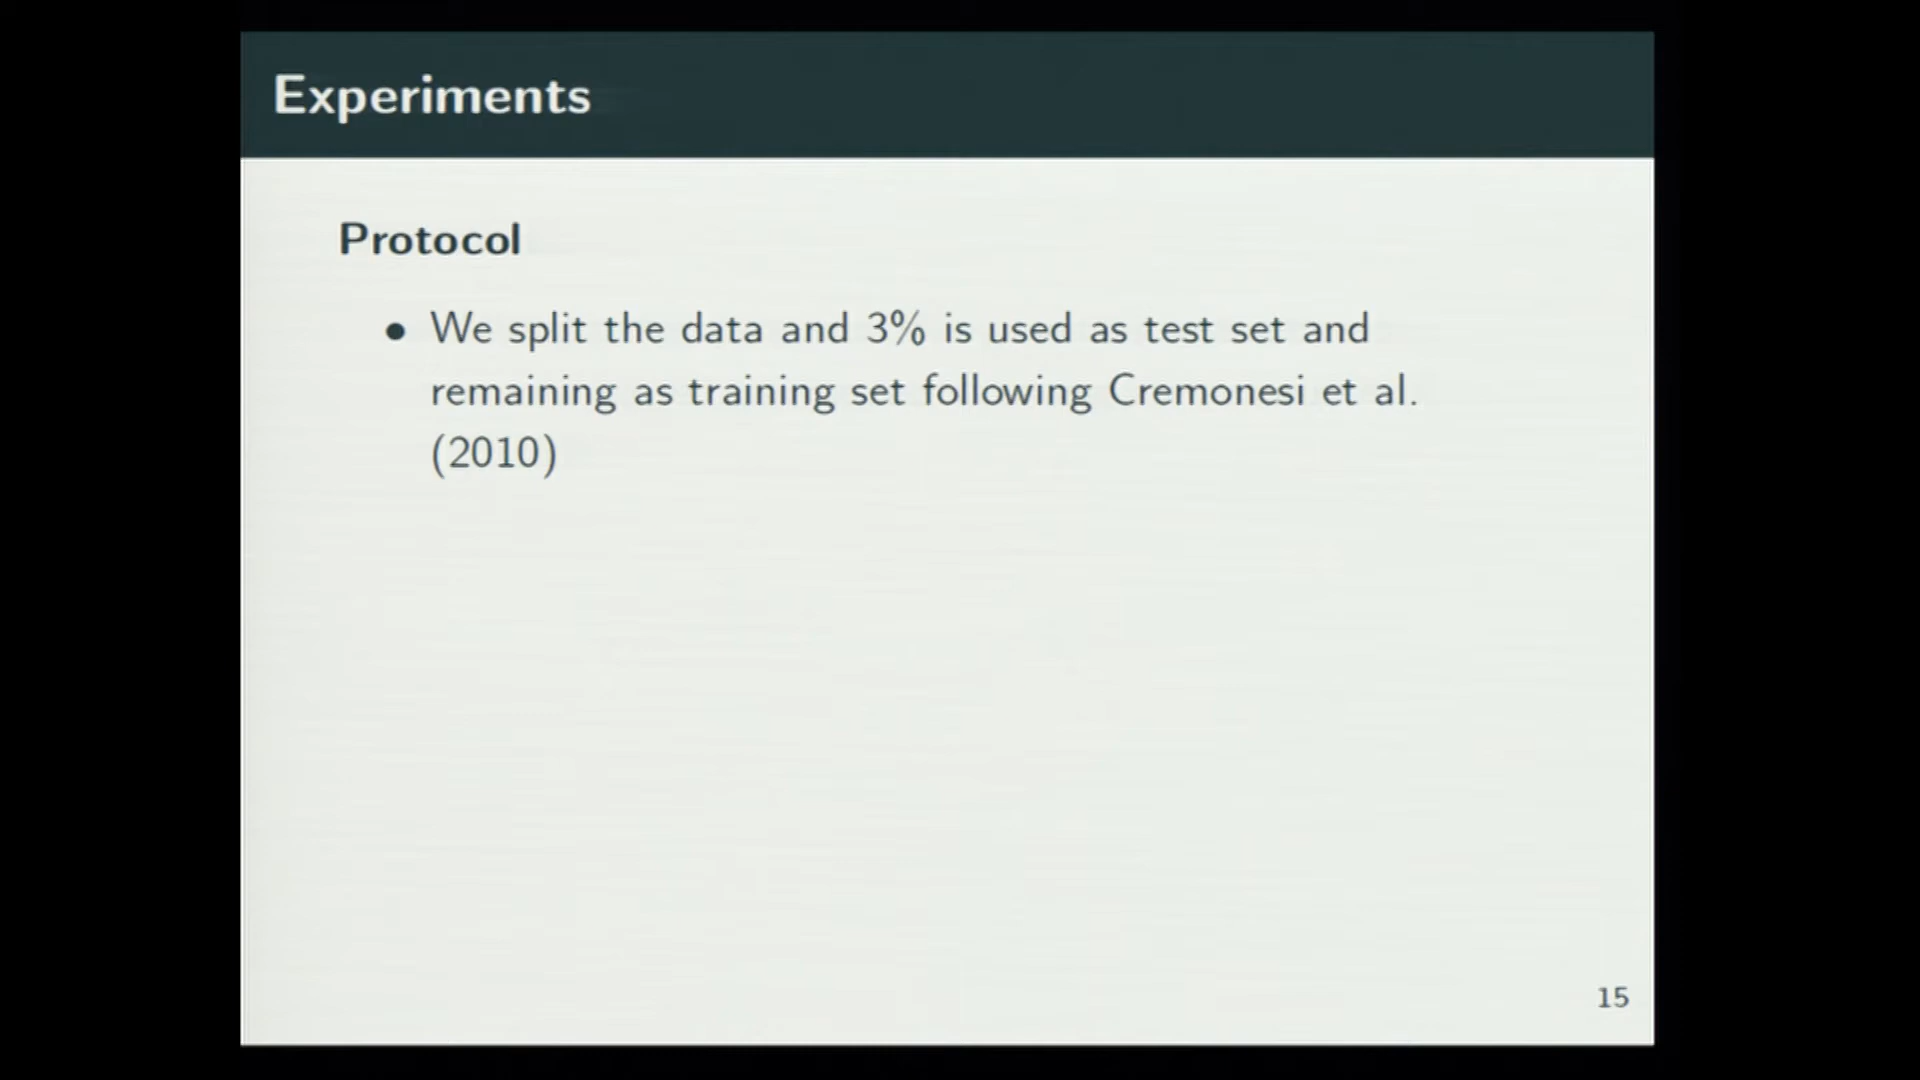 Experiments
Protocol
● We split the data and 3% is used as test set and
remaining as training set following Cremonesi et al.
(2010)
15